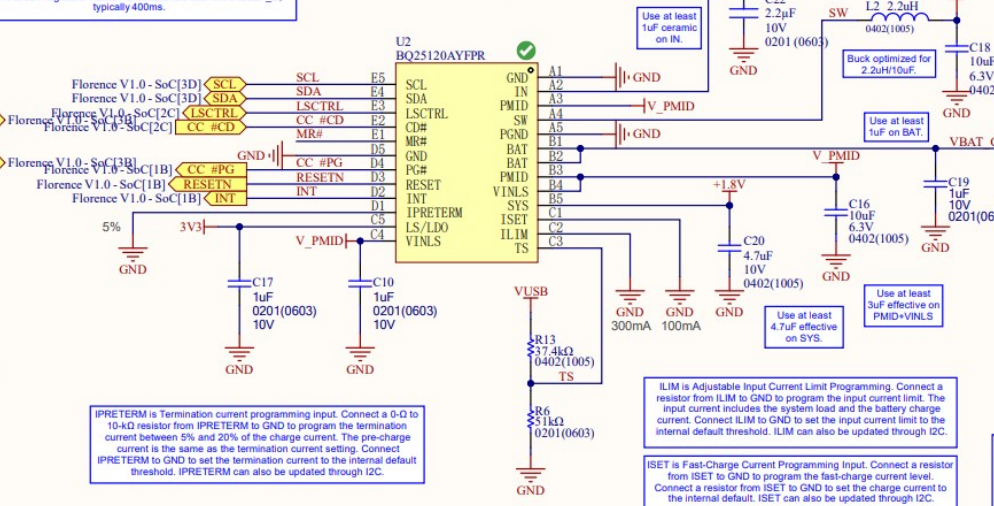 typically 400ms.
Use at least
1uF ceramic
on IN.
C22
2.2µF
10V
0201 (0603)
GND
SW
L2 2.2uH
0402(1005)
Buck optimized for
2.2uH/10uF.
C18
10uF
6.3V
0402
GND
U2
BQ25120AYFPR
Florence V1.0 - SoC[3D]
SCL
SCL
E5
SCL
Florence V1.0 - SoC[3D]
SDA
SDA
E4
SDA
Florence V1.0 - SoC[2C]
LSCTRL
LSCTRL
E3
LSCTRL
Florence V1.0 - SoC[3B]
Florence V1.0 - SoC[2C]
CC #CD
CC #CD
E2
CD#
MR#
E1
MR#
GND
D5
GND
Florence V1.0 - SoC[3B]
Florence V1.0 - SoC[1B]
CC #PG
CC #PG
D4
PG#
Florence V1.0 - SoC[1B]
RESETN
RESETN
D3
RESET
Florence V1.0 - SoC[1B]
INT
INT
D2
INT
D1
IPRETERM
3V3
C5
LS/LDO
V_PMID
C4
VINLS
5%
GND
GND
A1
GND
IN
A2
PMID
A3
V_PMID
SW
A4
PGND
A5
GND
BAT
B1
BAT
B2
PMID
B3
VINLS
B4
SYS
B5
ISET
C1
ILIM
C2
TS
C3
Use at least
1uF on BAT.
VBAT
V_PMID
+1.8V
C19
1uF
10V
0201(06
GND
C16
10uF
6.3V
0402(1005)
GND
C20
4.7uF
10V
0402(1005)
GND
GND
300mA
GND
100mA
C17
1uF
0201(0603)
10V
GND
C10
1uF
0201(0603)
10V
GND
VUSB
R13
37.4kΩ
0402(1005)
TS
R6
51kΩ
0201(0603)
GND
Use at least
4.7uF effective
on SYS.
Use at least
3uF effective on
PMID+VINLS
IPRETERM is Termination current programming input. Connect a 0-Ω to
10-kΩ resistor from IPRETERM to GND to program the termination
current between 5% and 20% of the charge current. The pre-charge
current is the same as the termination current setting. Connect
IPRETERM to GND to set the termination current to the internal default
threshold. IPRETERM can also be updated through I2C.
ILIM is Adjustable Input Current Limit Programming. Connect a
resistor from ILIM to GND to program the input current limit. The
input current includes the system load and the battery charge
current. Connect ILIM to GND to set the input current limit to the
internal default threshold. ILIM can also be updated through I2C.
ISET is Fast-Charge Current Programming Input. Connect a resistor
from ISET to GND to program the fast-charge current level.
Connect a resistor from ISET to GND to set the charge current to
the internal default. ISET can also be updated through I2C.